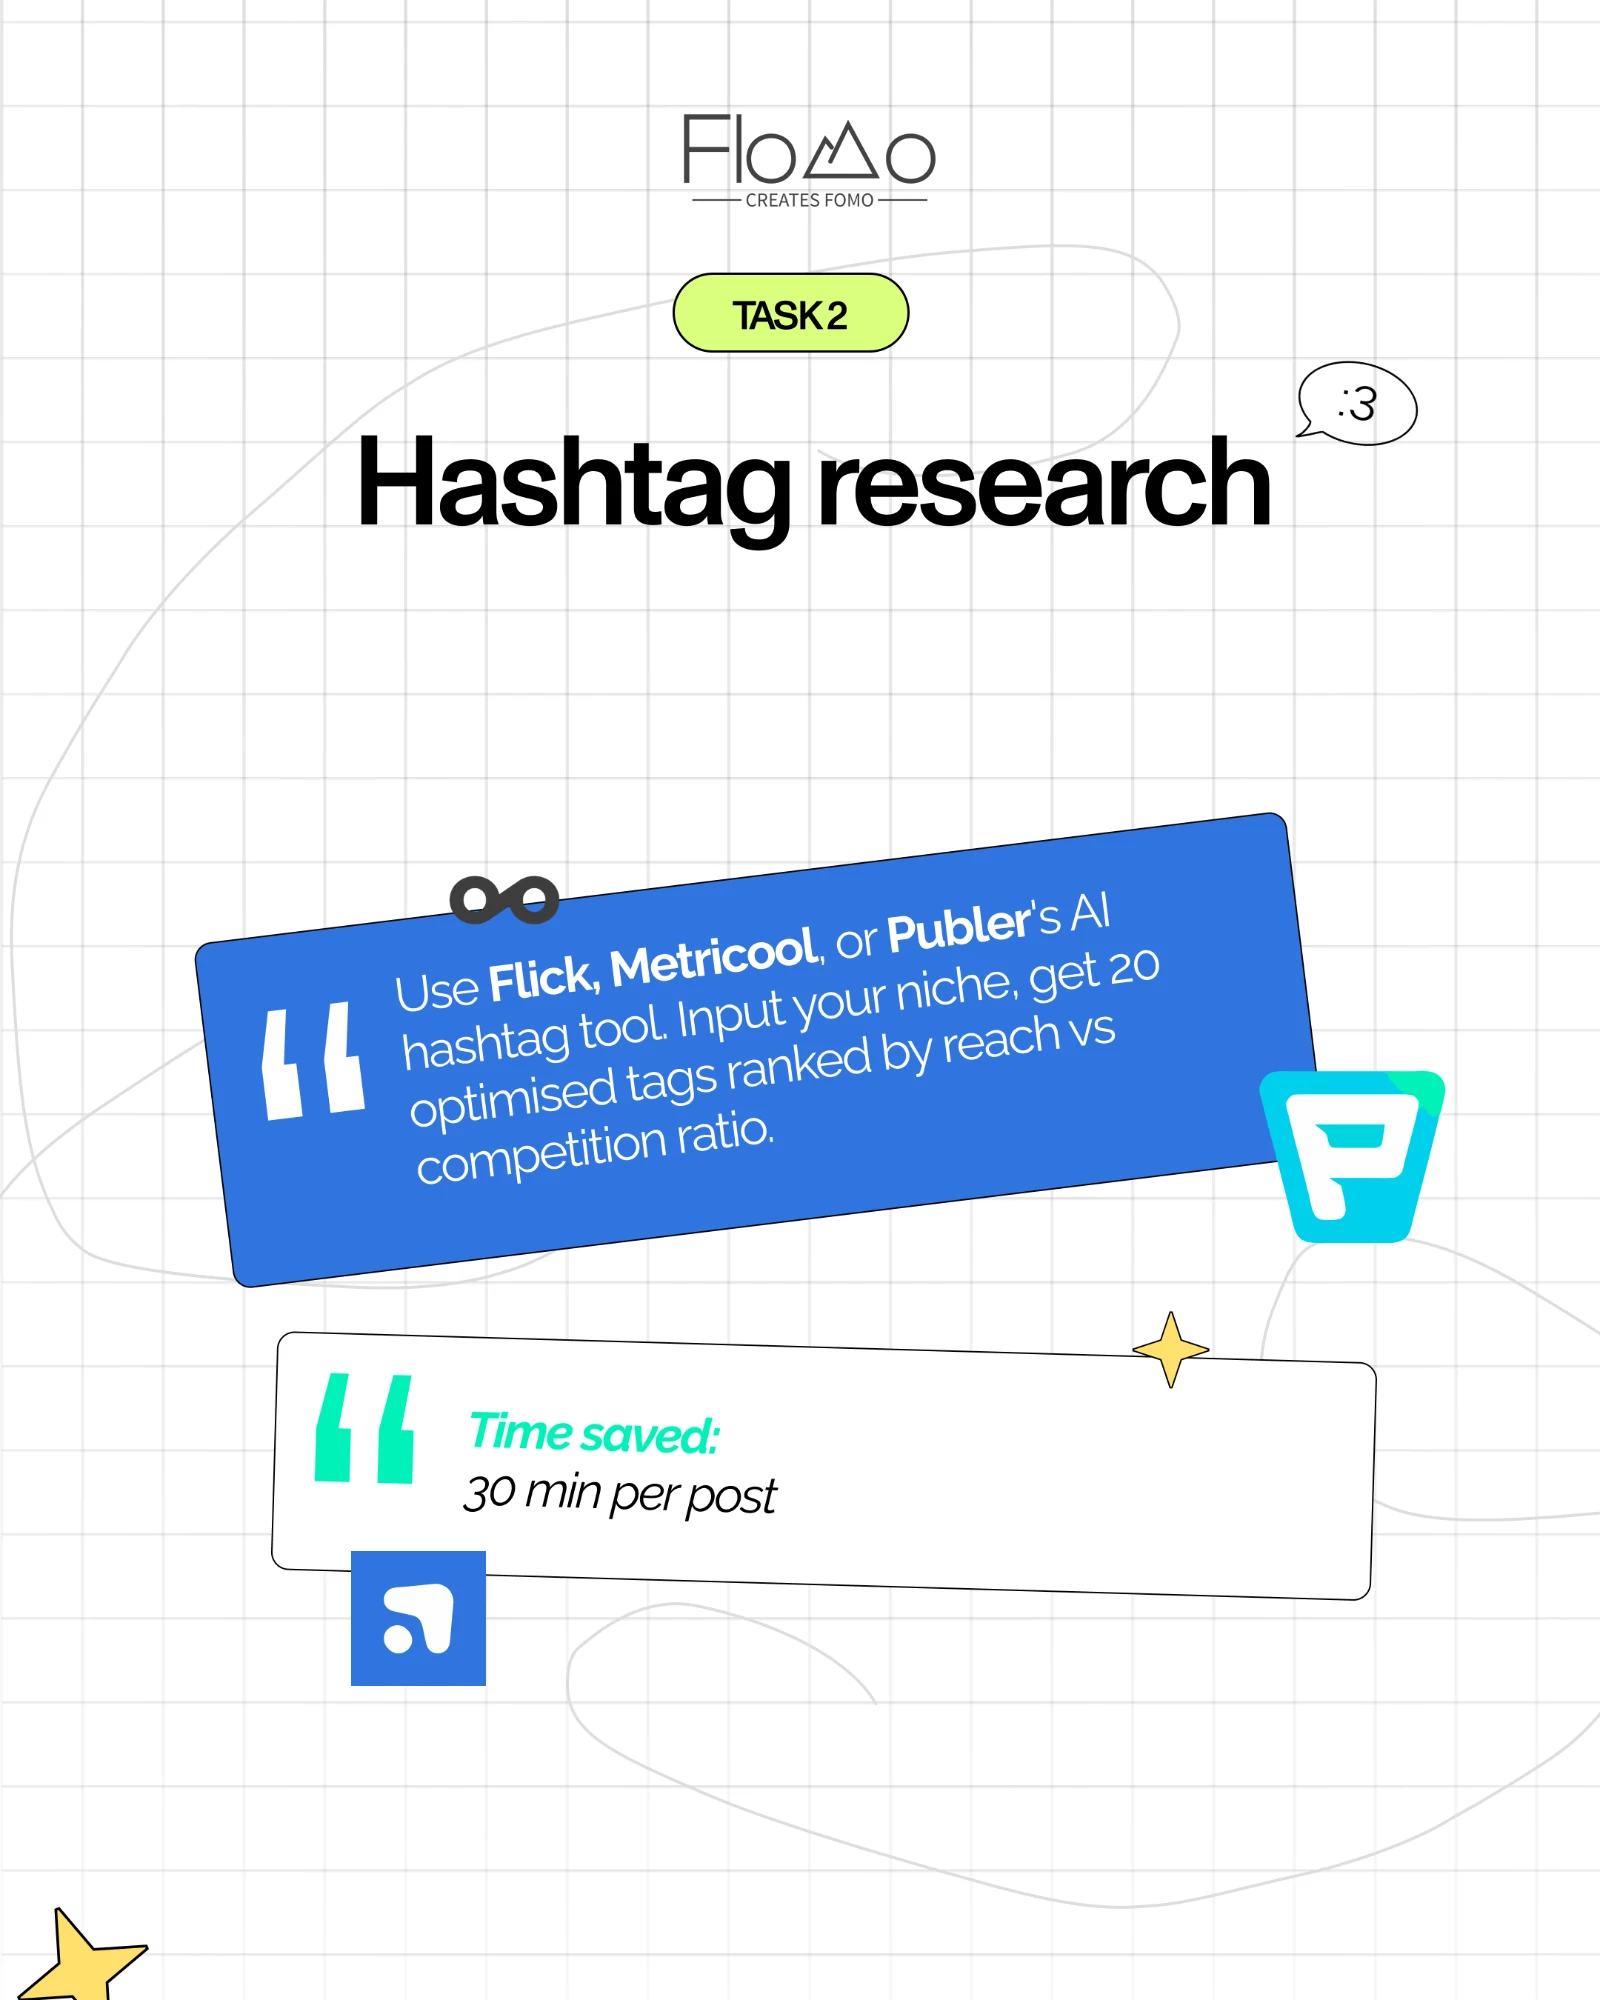 FloMo
CREATES FOMO
TASK 2
:3
Hashtag research
Use Flick, Metricool, or Publer's AI
hashtag tool. Input your niche, get 20
optimised tags ranked by reach vs
competition ratio.
Time saved:
30 min per post